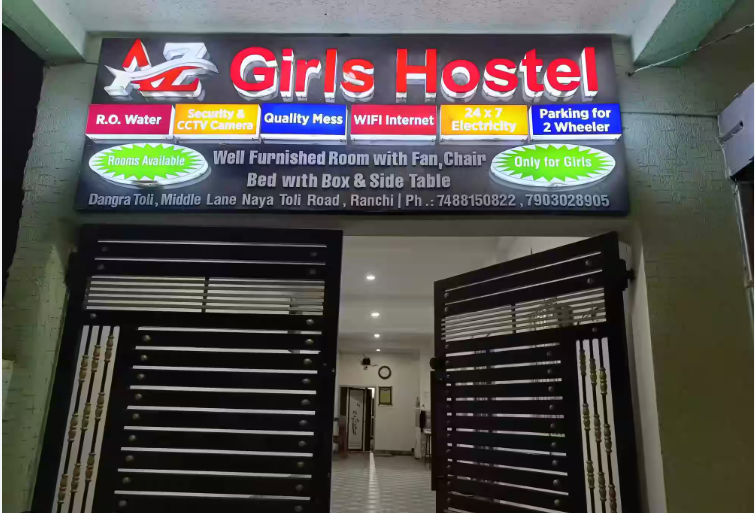 AZ Girls Hostel
R.O. Water
Security &
CCTV Camera
Quality Mess
WIFI Internet
24 x 7
Electricity
Parking for
2 Wheeler
Rooms Available
Well Furnished Room with Fan,Chair
Bed with Box & Side Table
Only for Girls
Dangra Toli, Middle Lane Naya Toli Road, Ranchi | Ph.: 7488150822, 7903028905